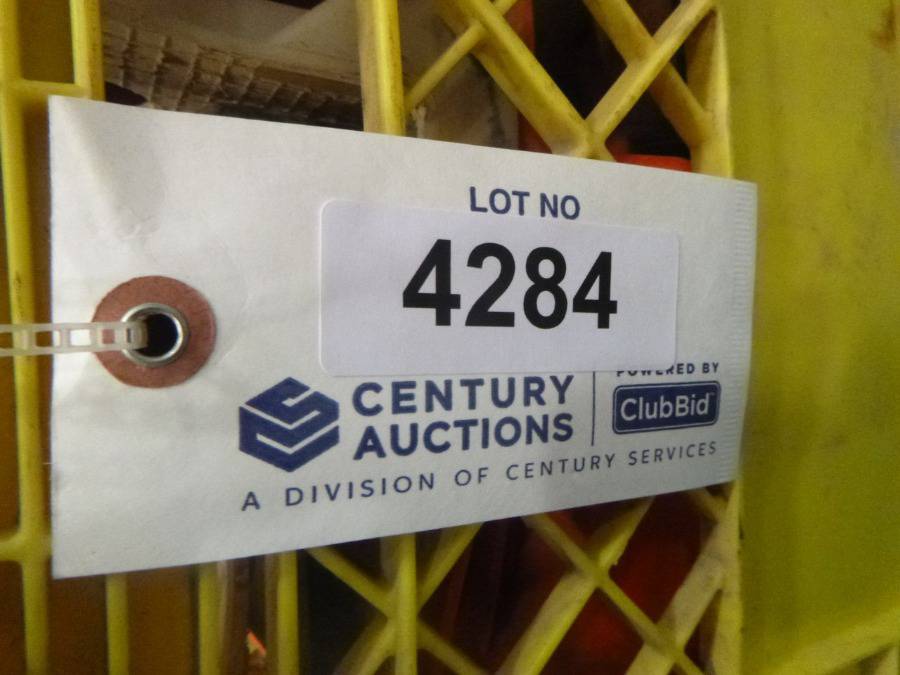 LOT NO
4284
CENTURY
AUCTIONS
POWERED BY
ClubBid
A DIVISION OF CENTURY SERVICES